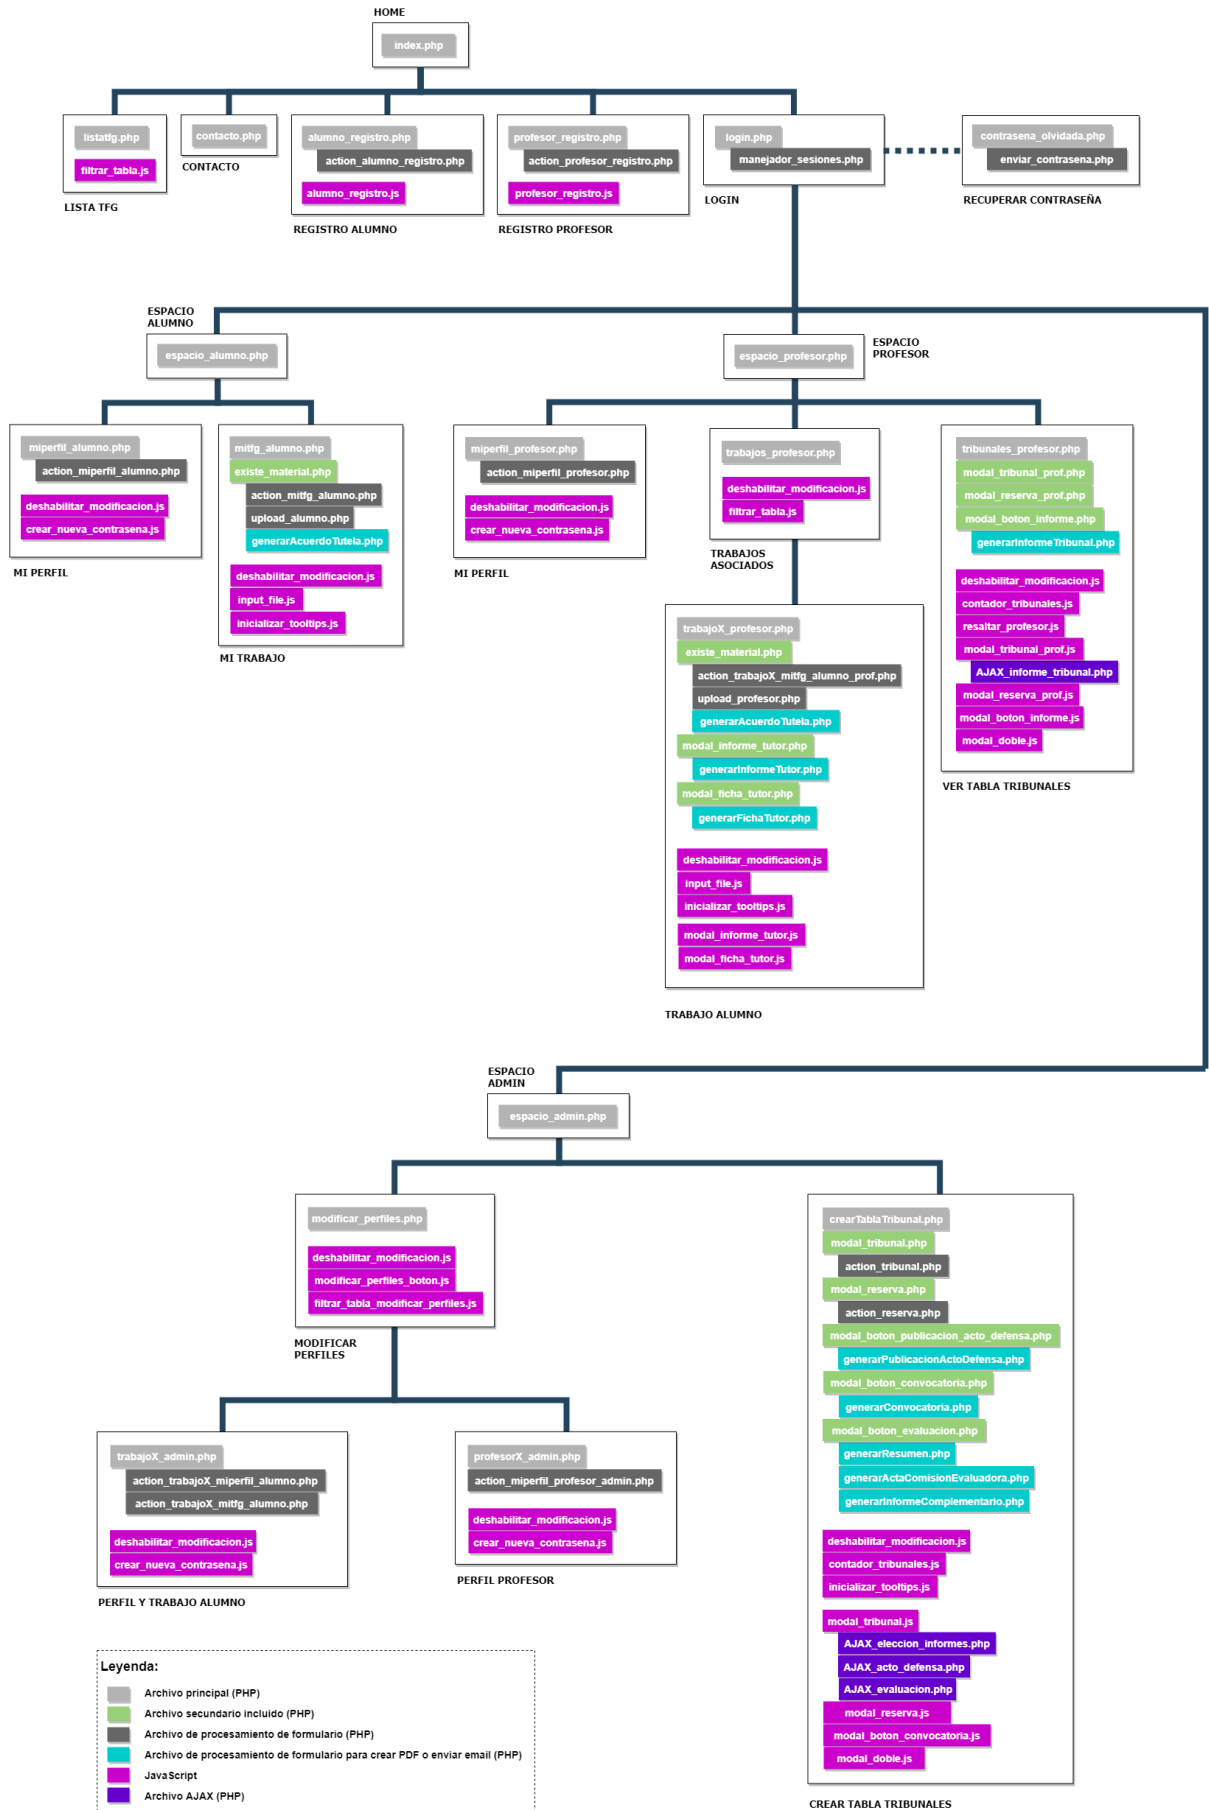 HOME
index.php
listatfg.php
filtrar_tabla.js
LISTA TFG
contacto.php
CONTACTO
alumno_registro.php
action_alumno_registro.php
alumno_registro.js
REGISTRO ALUMNO
profesor_registro.php
action_profesor_registro.php
profesor_registro.js
REGISTRO PROFESOR
login.php
manejador_sesiones.php
LOGIN
contrasena_olvidada.php
enviar_contrasena.php
RECUPERAR CONTRASEÑA
ESPACIO
ALUMNO
espacio_alumno.php
miperfil_alumno.php
action_miperfil_alumno.php
deshabilitar_modificacion.js
crear_nueva_contrasena.js
MI PERFIL
mitfg_alumno.php
existe_material.php
action_mitfg_alumno.php
upload_alumno.php
generarAcuerdoTutela.php
deshabilitar_modificacion.js
input_file.js
inicializar_tooltips.js
MI TRABAJO
ESPACIO
PROFESOR
espacio_profesor.php
miperfil_profesor.php
action_miperfil_profesor.php
deshabilitar_modificacion.js
crear_nueva_contrasena.js
MI PERFIL
trabajos_profesor.php
deshabilitar_modificacion.js
filtrar_tabla.js
TRABAJOS
ASOCIADOS
trabajoX_profesor.php
existe_material.php
action_trabajoX_mitfg_alumno_prof.php
upload_profesor.php
generarAcuerdoTutela.php
modal_informe_tutor.php
generarInformeTutor.php
modal_ficha_tutor.php
generarFichaTutor.php
deshabilitar_modificacion.js
input_file.js
inicializar_tooltips.js
modal_informe_tutor.js
modal_ficha_tutor.js
TRABAJO ALUMNO
tribunales_profesor.php
modal_tribunal_prof.php
modal_reserva_prof.php
modal_boton_informe.php
generarInformeTribunal.php
deshabilitar_modificacion.js
contador_tribunales.js
resaltar_profesor.js
modal_tribunal_prof.js
AJAX_informe_tribunal.php
modal_reserva_prof.js
modal_boton_informe.js
modal_doble.js
VER TABLA TRIBUNALES
ESPACIO
ADMIN
espacio_admin.php
modificar_perfiles.php
deshabilitar_modificacion.js
modificar_perfiles_boton.js
filtrar_tabla_modificar_perfiles.js
MODIFICAR
PERFILES
trabajoX_admin.php
action_trabajoX_miperfil_alumno.php
action_trabajoX_mitfg_alumno.php
deshabilitar_modificacion.js
crear_nueva_contrasena.js
PERFIL Y TRABAJO ALUMNO
profesorX_admin.php
action_miperfil_profesor_admin.php
deshabilitar_modificacion.js
crear_nueva_contrasena.js
PERFIL PROFESOR
crearTablaTribunal.php
modal_tribunal.php
action_tribunal.php
modal_reserva.php
action_reserva.php
modal_boton_publicacion_acto_defensa.php
generarPublicacionActoDefensa.php
modal_boton_convocatoria.php
generarConvocatoria.php
modal_boton_evaluacion.php
generarResumen.php
generarActaComisionEvaluadora.php
generarInformeComplementario.php
deshabilitar_modificacion.js
contador_tribunales.js
inicializar_tooltips.js
modal_tribunal.js
AJAX_eleccion_informes.php
AJAX_acto_defensa.php
AJAX_evaluacion.php
modal_reserva.js
modal_boton_convocatoria.js
modal_doble.js
CREAR TABLA TRIBUNALES
Leyenda:
Archivo principal (PHP)
Archivo secundario incluido (PHP)
Archivo de procesamiento de formulario (PHP)
Archivo de procesamiento de formulario para crear PDF o enviar email (PHP)
JavaScript
Archivo AJAX (PHP)